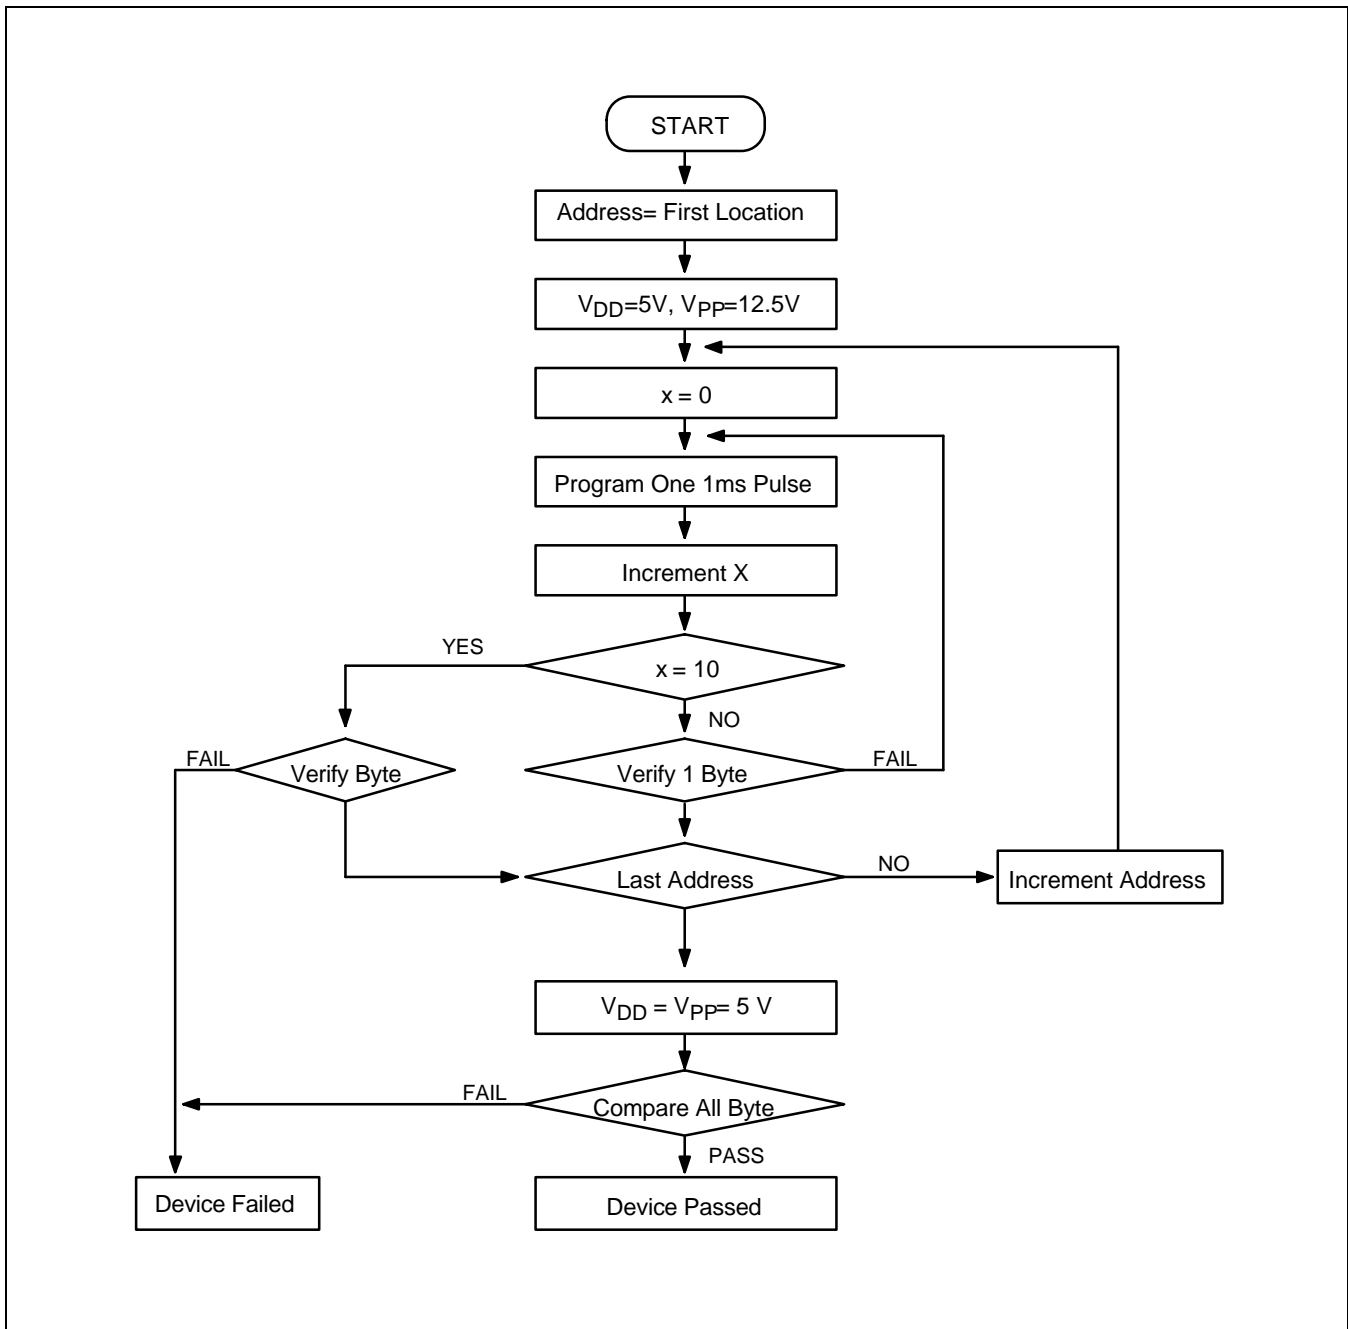 START
Address= First Location
VDD=5V, VPP=12.5V
x = 0
Program One 1ms Pulse
Increment X
YES
x = 10
NO
FAIL
Verify Byte
Verify 1 Byte
FAIL
Last Address
NO
Increment Address
VDD = VPP= 5 V
FAIL
Compare All Byte
PASS
Device Failed
Device Passed